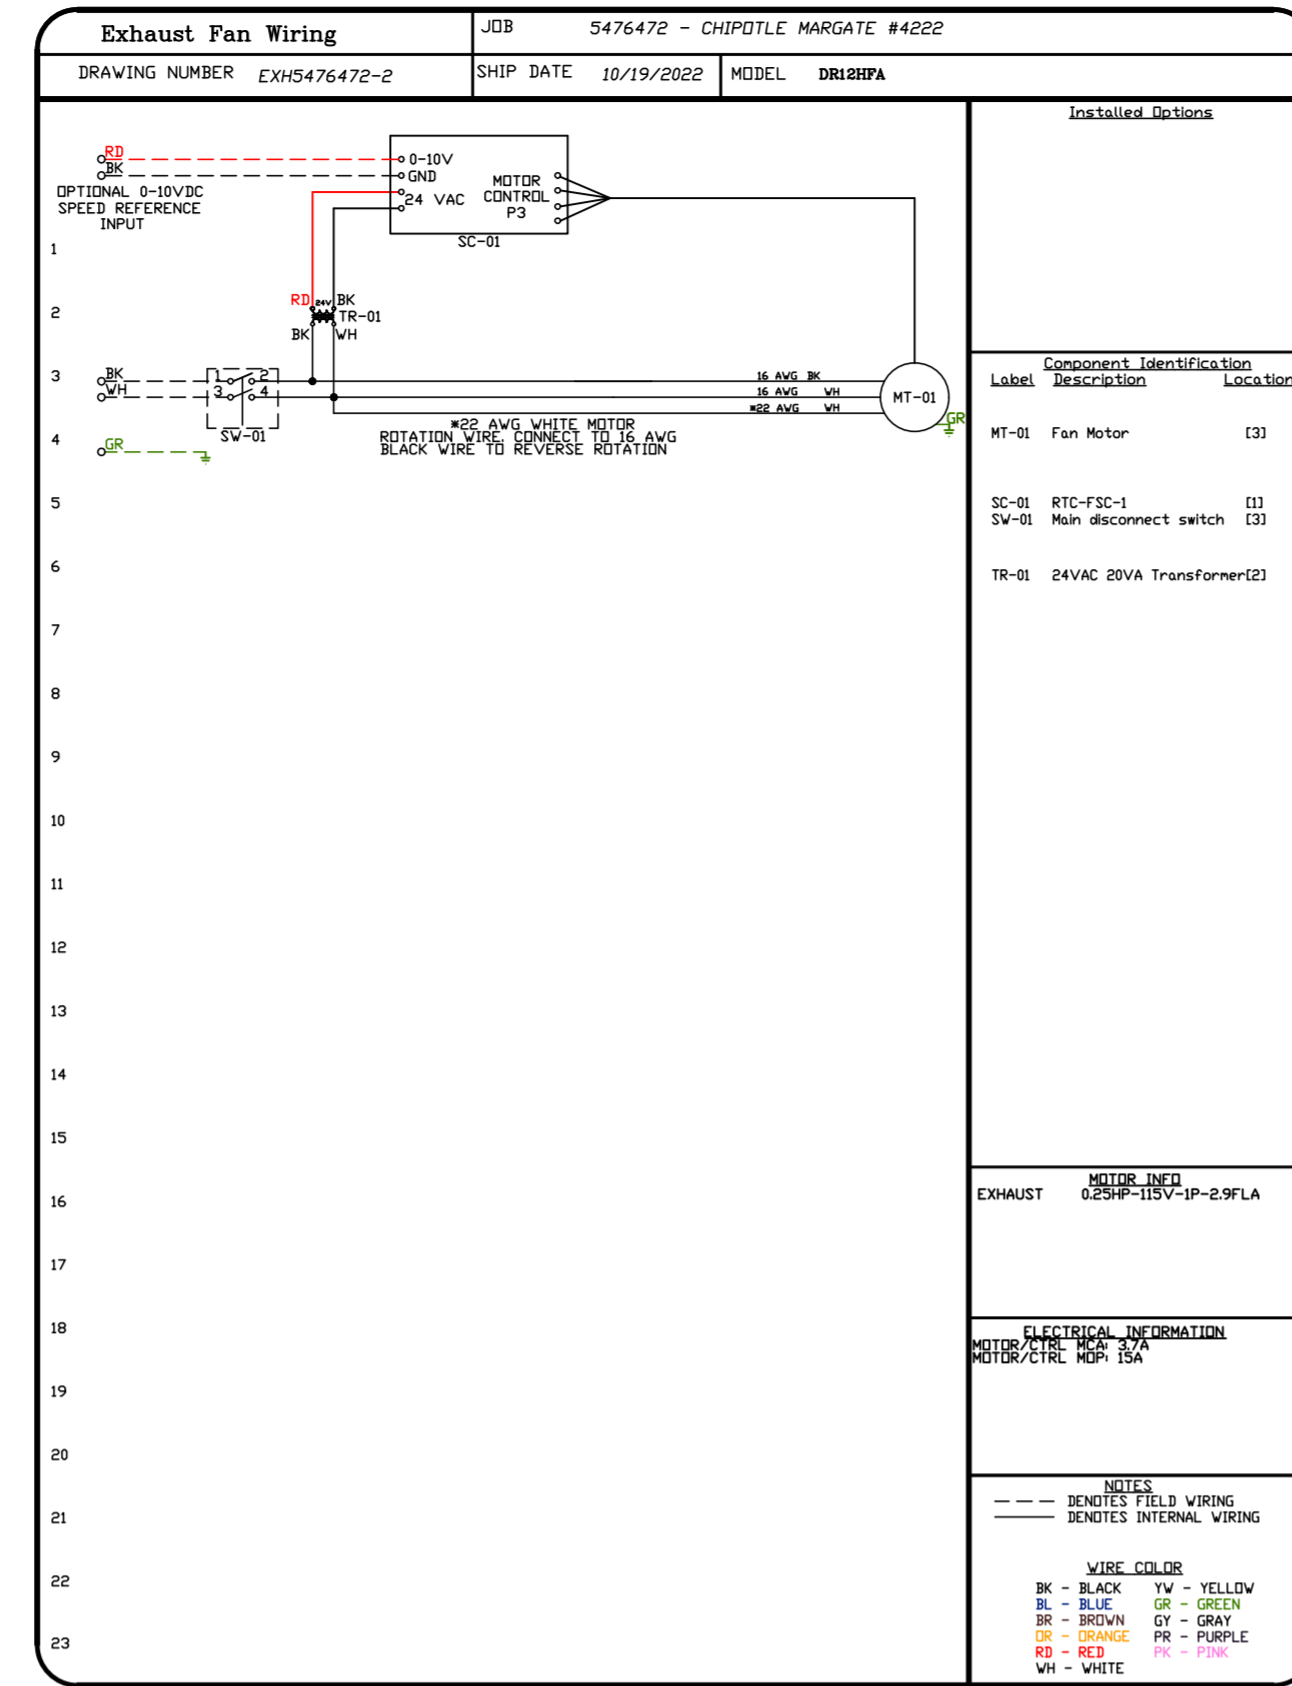 Exhaust Fan Wiring
JOB 5476472 - CHIPOTLE MARGATE #4222
DRAWING NUMBER EXH5476472-2
SHIP DATE 10/19/2022
MODEL DR12HFA
RD
BK
OPTIONAL 0-10VDC
SPEED REFERENCE
INPUT
0-10V
GND
24 VAC
MOTOR
CONTROL
P3
SC-01
RD 24V BK
TR-01
BK WH
BK
WH
1 2
3 4
SW-01
GR
16 AWG BK
16 AWG WH
*22 AWG WH
MT-01
GR
*22 AWG WHITE MOTOR
ROTATION WIRE. CONNECT TO 16 AWG
BLACK WIRE TO REVERSE ROTATION
1
2
3
4
5
6
7
8
9
10
11
12
13
14
15
16
17
18
19
20
21
22
23
Installed Options
Component Identification
Label Description Location
MT-01 Fan Motor [3]
SC-01 RTC-FSC-1 [1]
SW-01 Main disconnect switch [3]
TR-01 24VAC 20VA Transformer[2]
MOTOR INFO
EXHAUST 0.25HP-115V-1P-2.9FLA
ELECTRICAL INFORMATION
MOTOR/CTRL MCA: 3.7A
MOTOR/CTRL MOP: 15A
NOTES
DENOTES FIELD WIRING
DENOTES INTERNAL WIRING
WIRE COLOR
BK - BLACK YW - YELLOW
BL - BLUE GR - GREEN
BR - BROWN GY - GRAY
OR - ORANGE PR - PURPLE
RD - RED PK - PINK
WH - WHITE